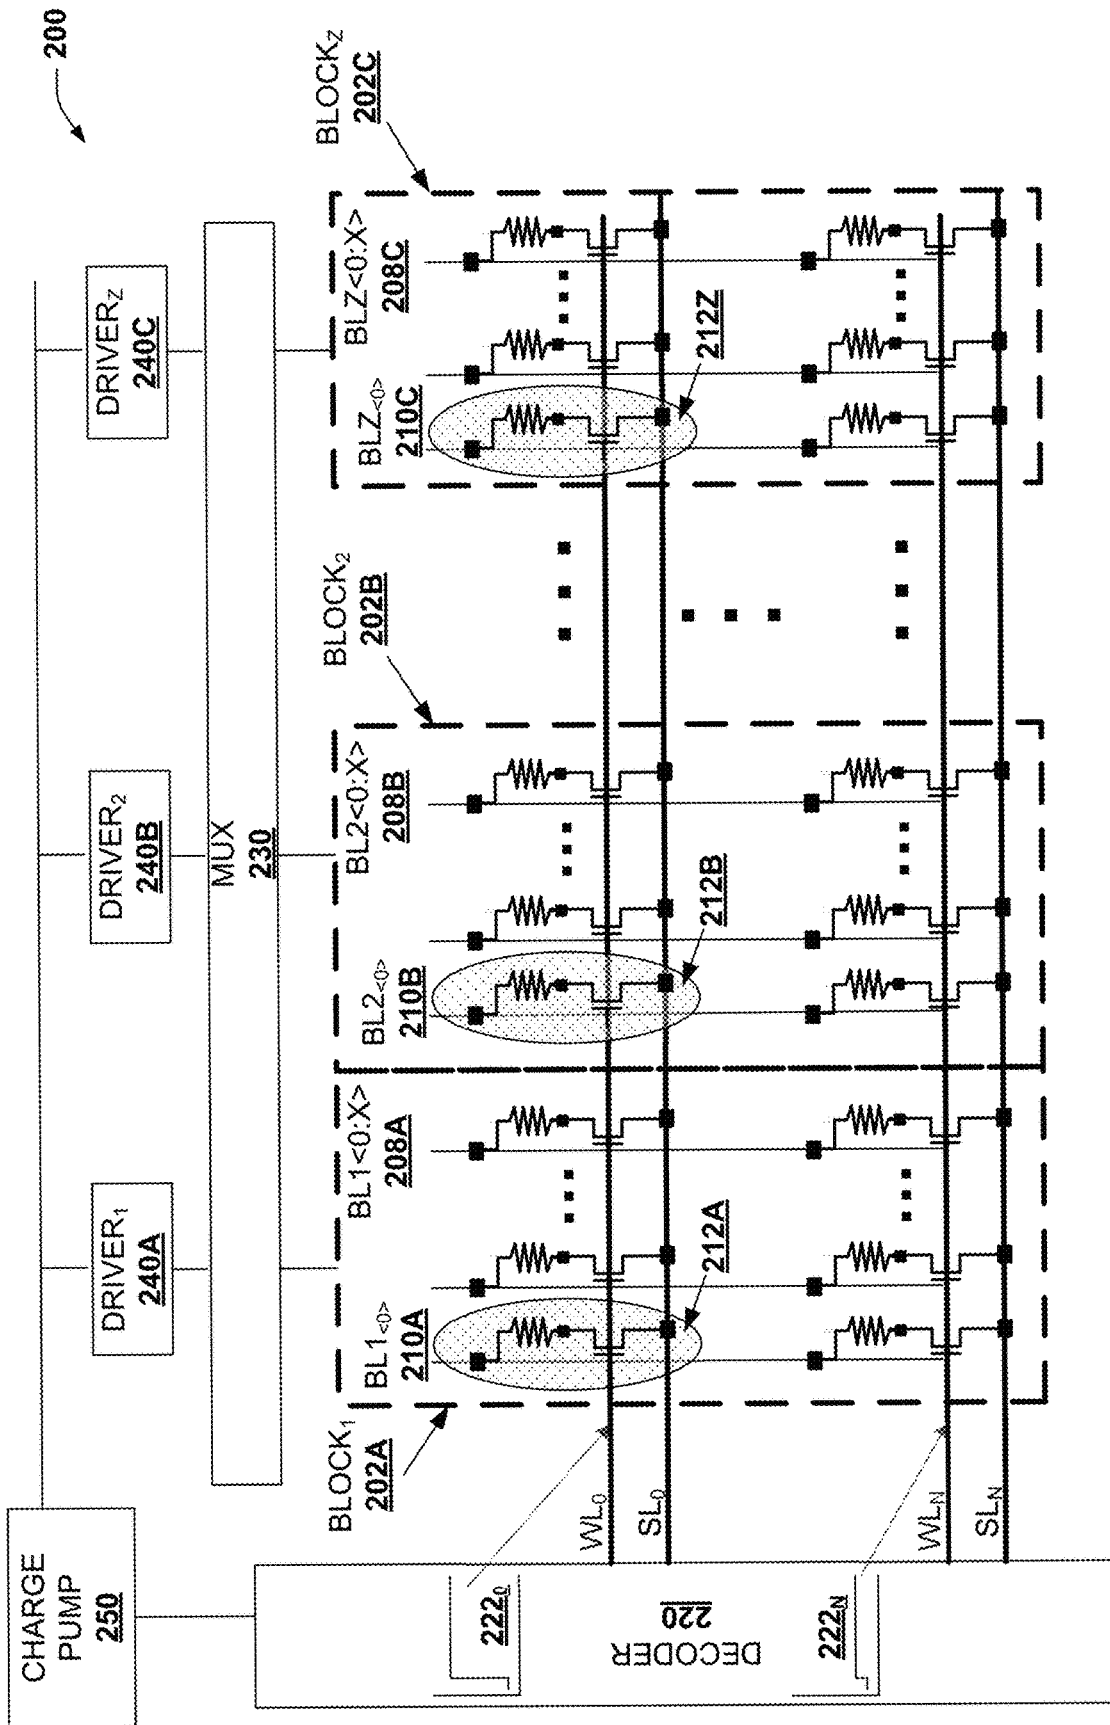 200
CHARGE
PUMP
250
DRIVER1
240A
DRIVER2
240B
DRIVERZ
240C
MUX
230
BLOCK1
202A
BLOCK2
202B
BLOCKZ
202C
BL1<0>
210A
BL1<0:X>
208A
BL2<0>
210B
BL2<0:X>
208B
BLZ<0>
210C
BLZ<0:X>
208C
212A
212B
212Z
WL0
SL0
WLN
SLN
2220
DECODER
220
222N